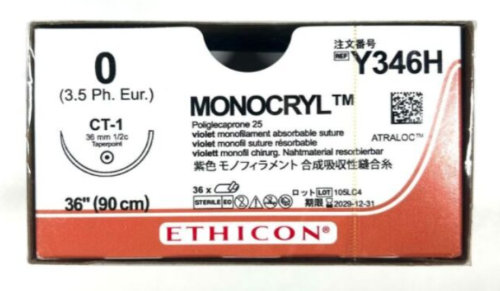 0
(3.5 Ph. Eur.)
CT-1
36 mm 1/2c
Taperpoint
36" (90 cm)
注文番号
REF Y346H
MONOCRYL™
Poliglecaprone 25
violet monofilament absorbable suture
violet monofil suture résorbable
violett monofil chirurg. Nahtmaterial resorbierbar
紫色 モノフィラメント 合成吸収性縫合糸
ATRALOC™
36 x
STERILE EO
ロット LOT 105LC4
期限 2029-12-31
ETHICON®